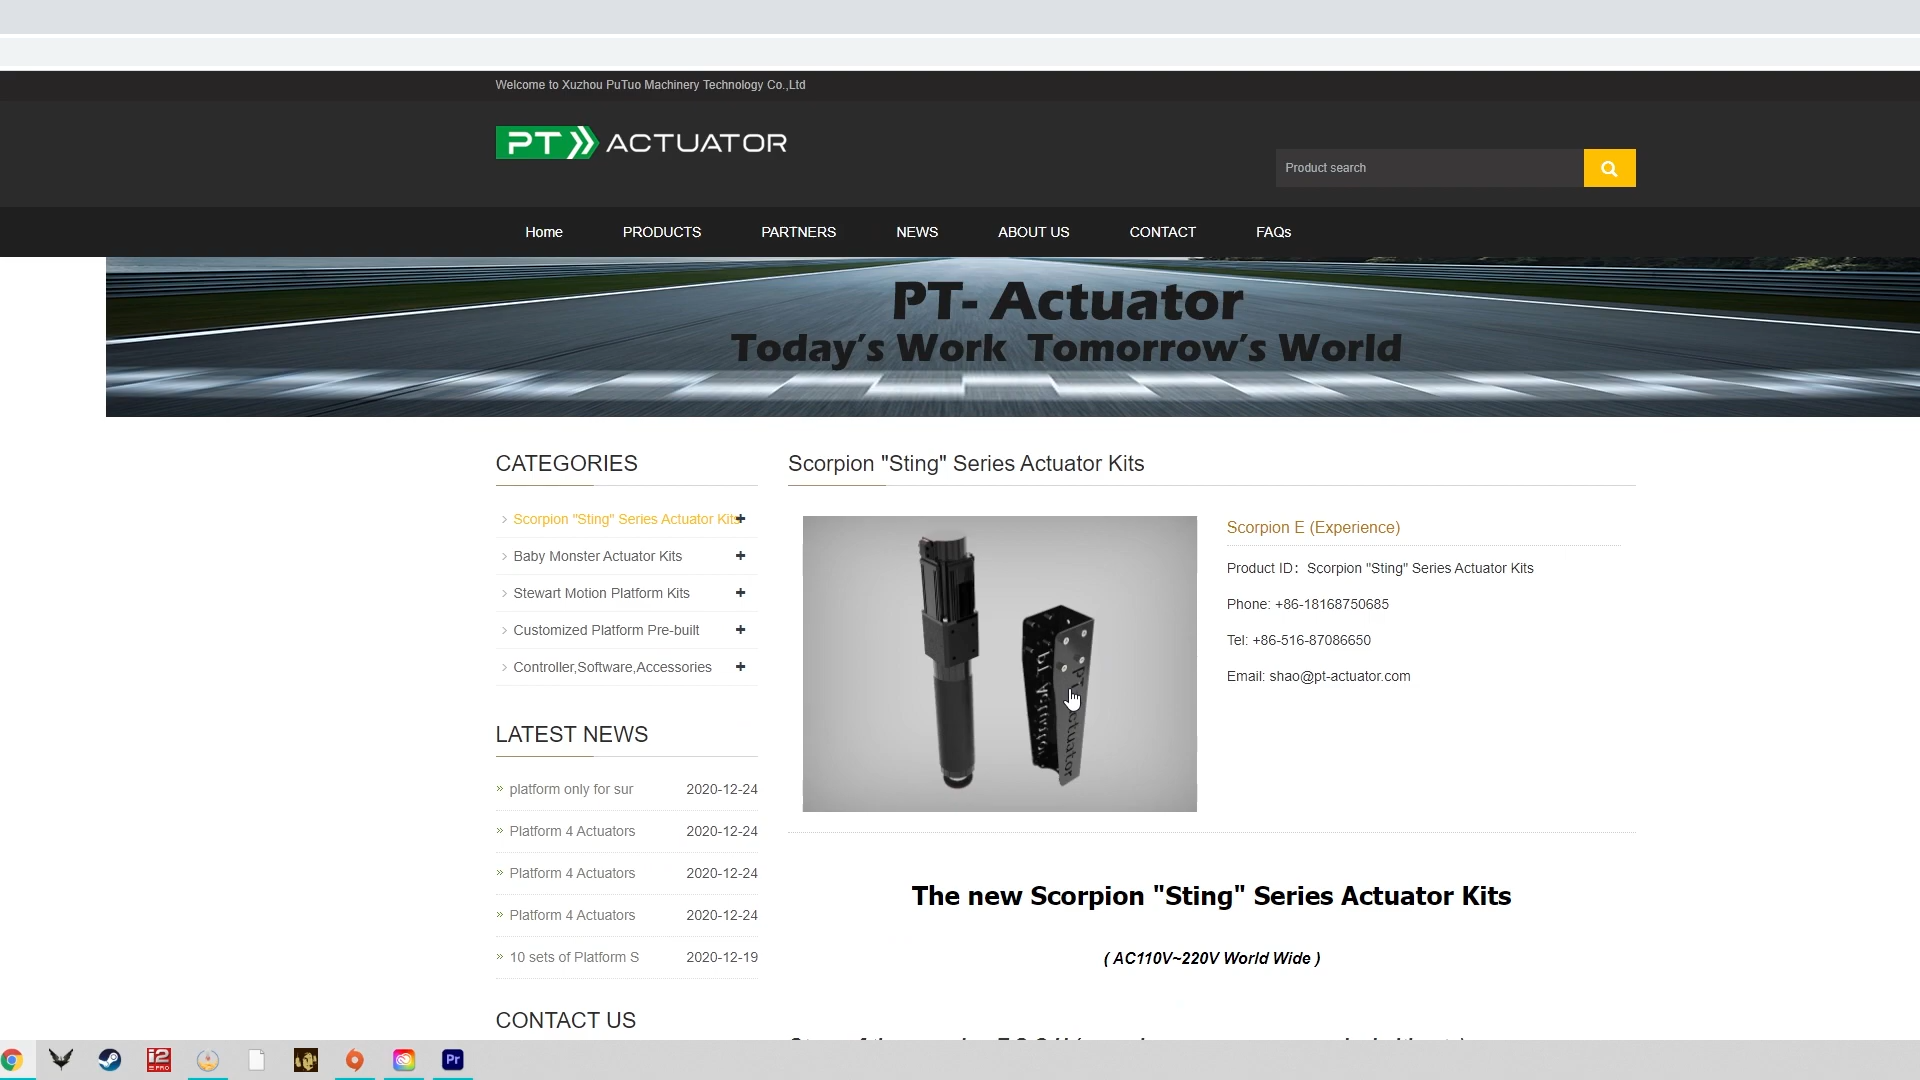 Welcome to Xuzhou PuTuo Machinery Technology Co.,Ltd
PT ACTUATOR
Product search
Home PRODUCTS PARTNERS NEWS ABOUT US CONTACT FAQs
PT- Actuator
Today's Work Tomorrow's World
CATEGORIES
Scorpion "Sting" Series Actuator Kits
Baby Monster Actuator Kits
Stewart Motion Platform Kits
Customized Platform Pre-built
Controller,Software,Accessories
LATEST NEWS
platform only for sur 2020-12-24
Platform 4 Actuators 2020-12-24
Platform 4 Actuators 2020-12-24
Platform 4 Actuators 2020-12-24
10 sets of Platform S 2020-12-19
CONTACT US
Scorpion "Sting" Series Actuator Kits
PT Actuator
Scorpion E (Experience)
Product ID：Scorpion "Sting" Series Actuator Kits
Phone: +86-18168750685
Tel: +86-516-87086650
Email: shao@pt-actuator.com
The new Scorpion "Sting" Series Actuator Kits
( AC110V~220V World Wide )
i2
PRO
Pr